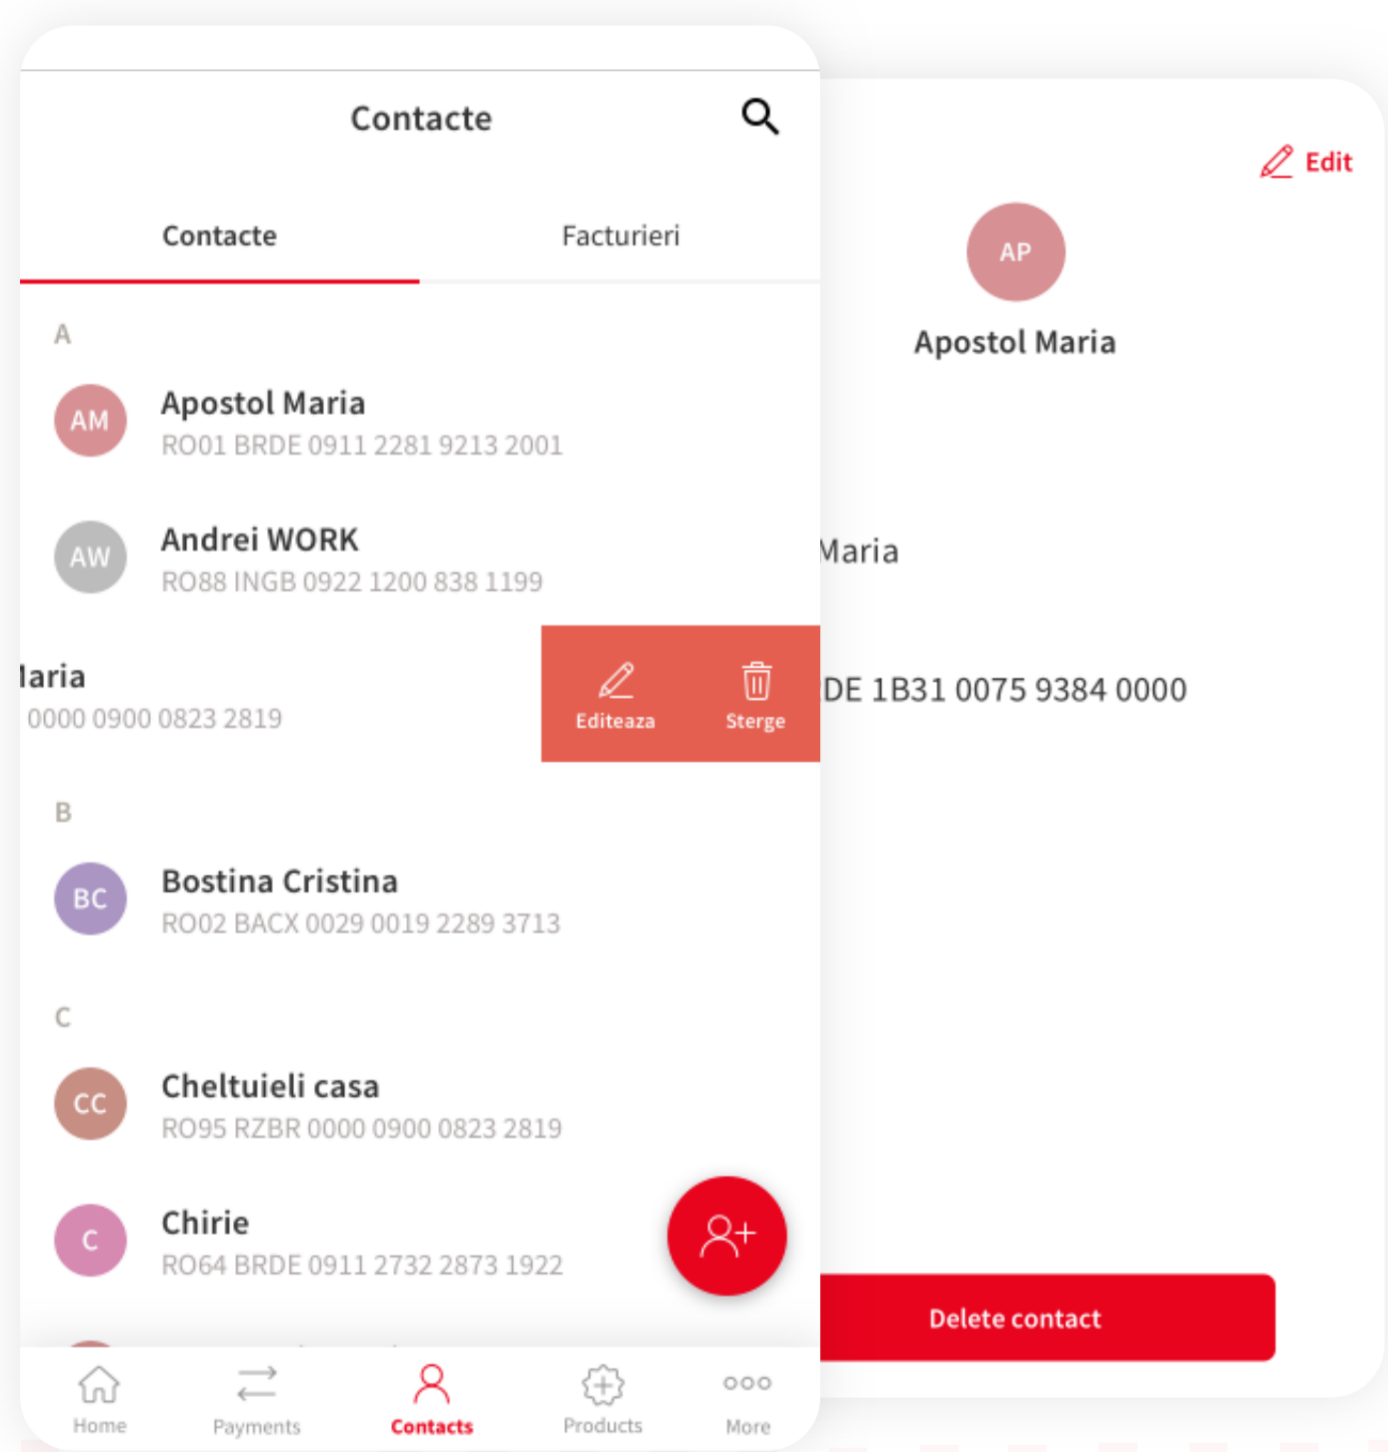 Contacte
Contacte
Facturieri
A
AM
Apostol Maria
RO01 BRDE 0911 2281 9213 2001
AW
Andrei WORK
RO88 INGB 0922 1200 838 1199
aria
0000 0900 0823 2819
Editeaza
Sterge
B
BC
Bostina Cristina
RO02 BACX 0029 0019 2289 3713
C
CC
Cheltuieli casa
RO95 RZBR 0000 0900 0823 2819
C
Chirie
RO64 BRDE 0911 2732 2873 1922
Home
Payments
Contacts
Products
More
Edit
AP
Apostol Maria
Maria
DE 1B31 0075 9384 0000
Delete contact